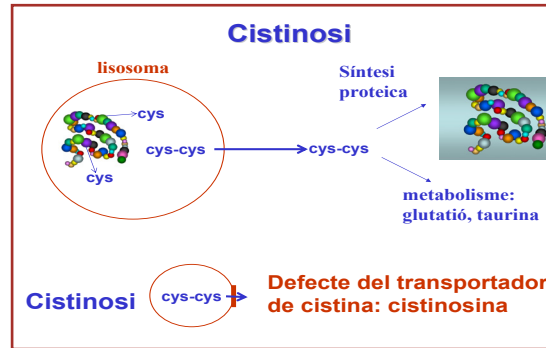 Cistinosi
lisosoma
Síntesi
proteica
cys
cys-cys
cys-cys
cys
metabolisme:
glutatió, taurina
Defecte del transportador
de cistina: cistinosina
cys-cys
Cistinosi